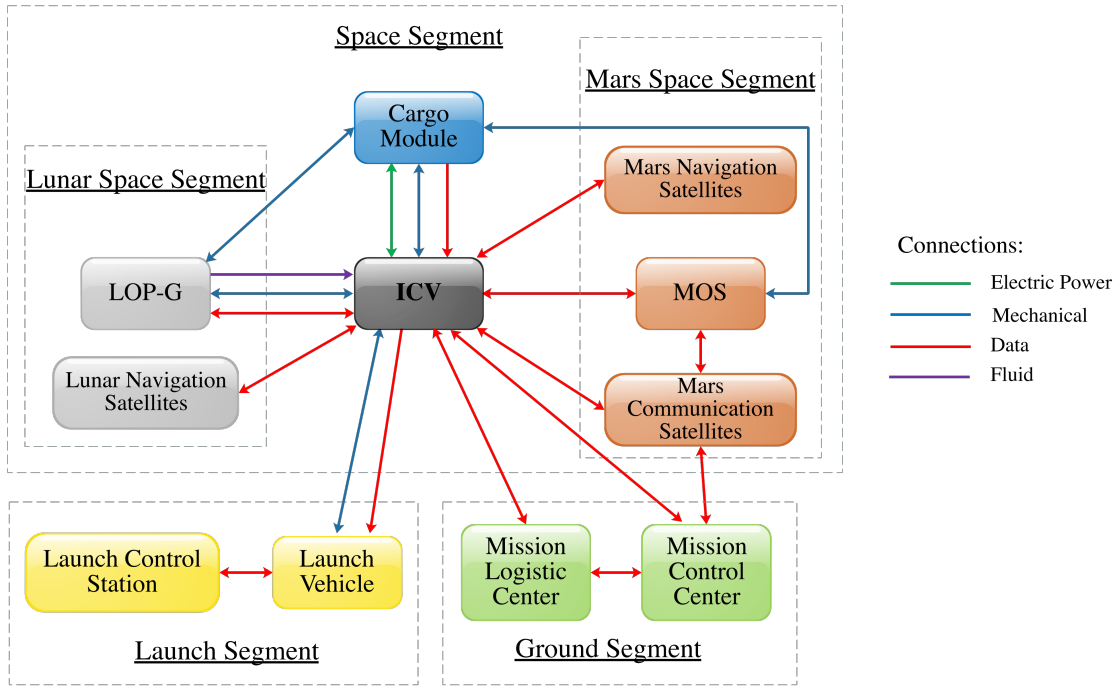 Space Segment
Mars Space Segment
Cargo
Module
Mars Navigation
Satellites
Lunar Space Segment
LOP-G
ICV
MOS
Lunar Navigation
Satellites
Mars
Communication
Satellites
Connections:
Electric Power
Mechanical
Data
Fluid
Launch Control
Station
Launch
Vehicle
Launch Segment
Mission
Logistic
Center
Mission
Control
Center
Ground Segment